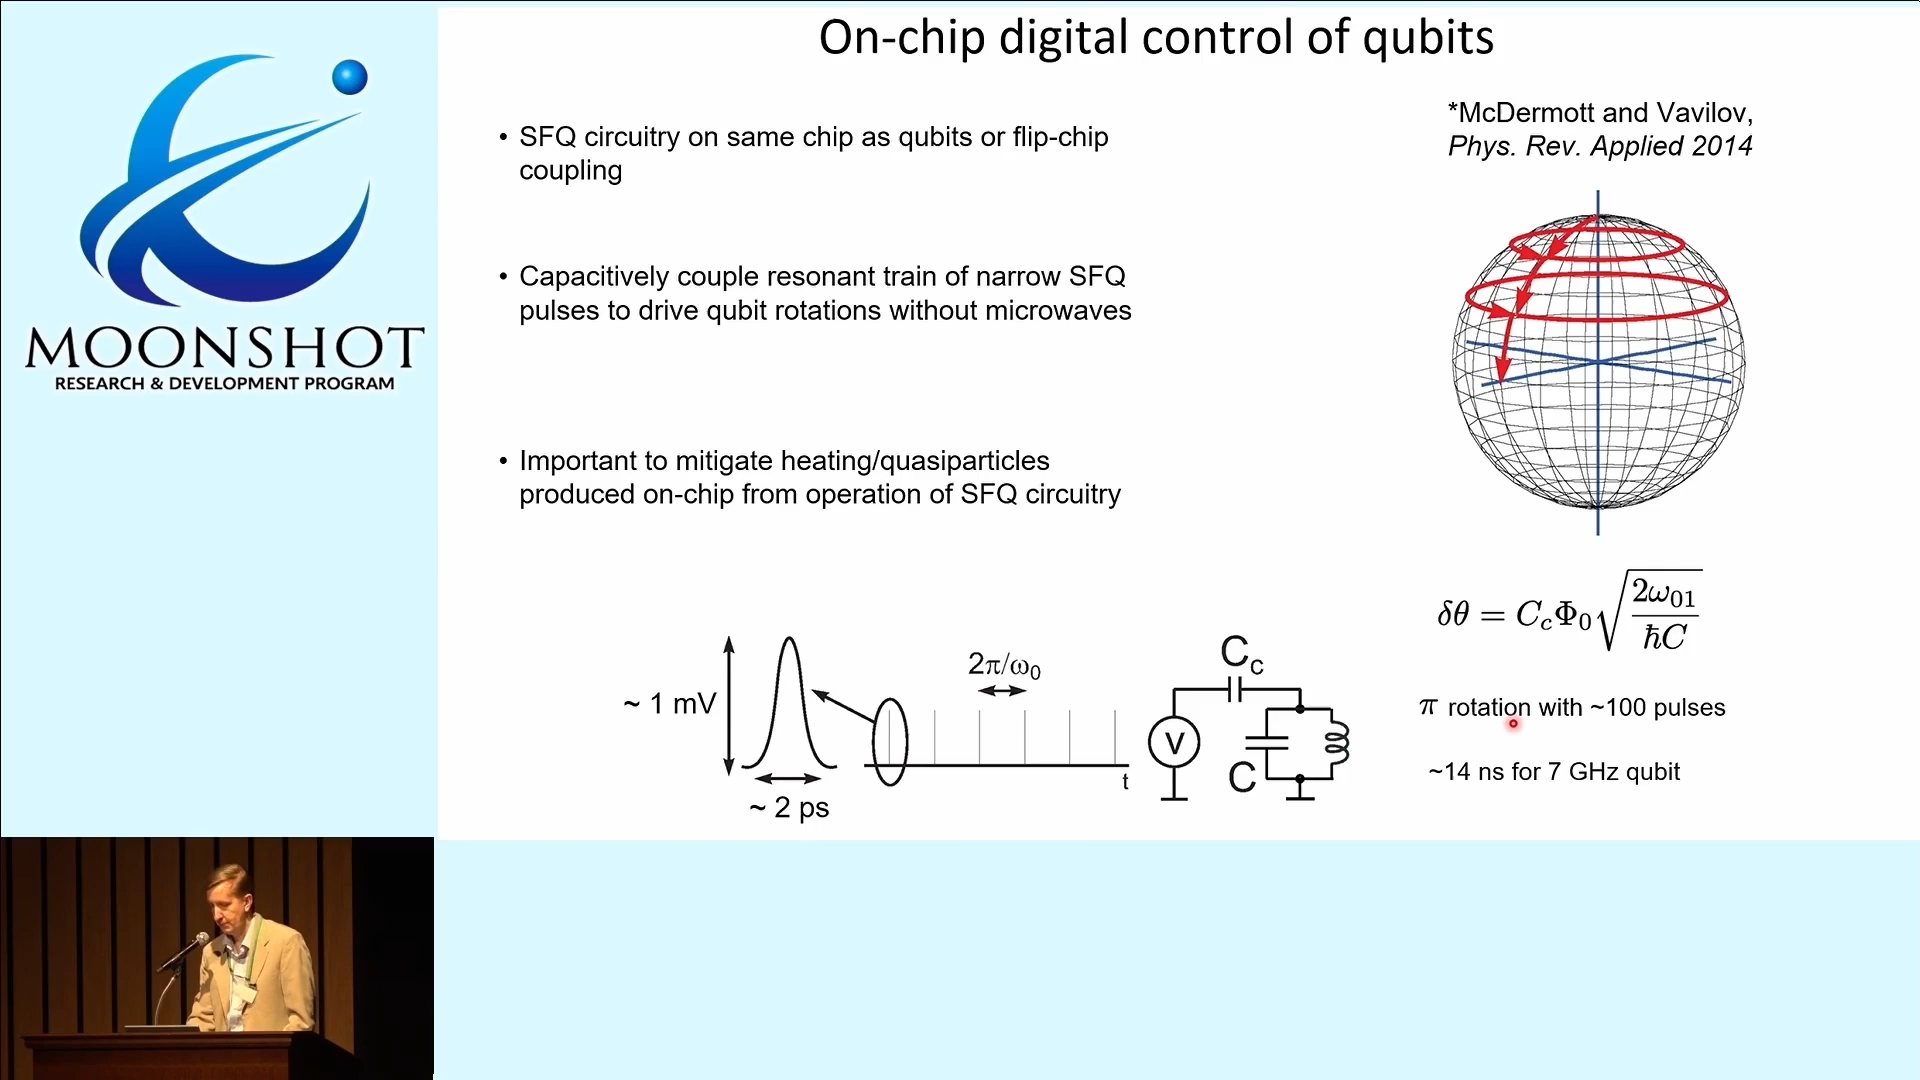 On-chip digital control of qubits
MOONSHOT
RESEARCH & DEVELOPMENT PROGRAM
• SFQ circuitry on same chip as qubits or flip-chip
coupling
• Capacitively couple resonant train of narrow SFQ
pulses to drive qubit rotations without microwaves
• Important to mitigate heating/quasiparticles
produced on-chip from operation of SFQ circuitry
*McDermott and Vavilov,
Phys. Rev. Applied 2014
~ 1 mV
~ 2 ps
2π/ω₀
t
V
C_c
C
δθ = C_cΦ₀√(2ω₀₁/ℏC)
π rotation with ~100 pulses
~14 ns for 7 GHz qubit